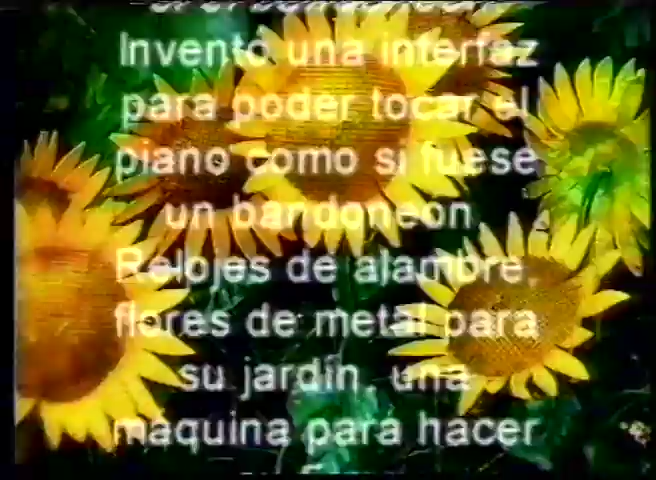 Invento una interfaz
para poder tocar el
piano como si fuese
un bandoneon
Relojes de alambre,
flores de metal para
su jardin, una
maquina para hacer